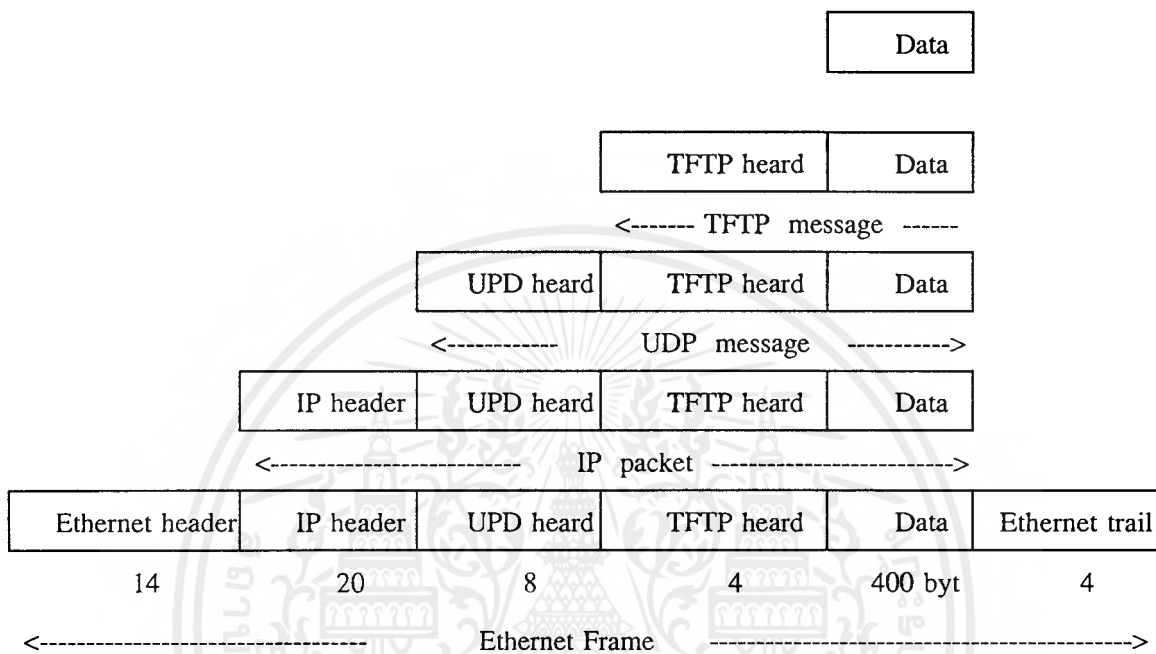 Data
TFTP heard Data
<------- TFTP message ------
UPD heard TFTP heard Data
<----------- UDP message ----------->
IP header UPD heard TFTP heard Data
<------------------------- IP packet ------------------------->
Ethernet header IP header UPD heard TFTP heard Data Ethernet trail
14 20 8 4 400 byt 4
<----------------------------------- Ethernet Frame --------------------------------------------->